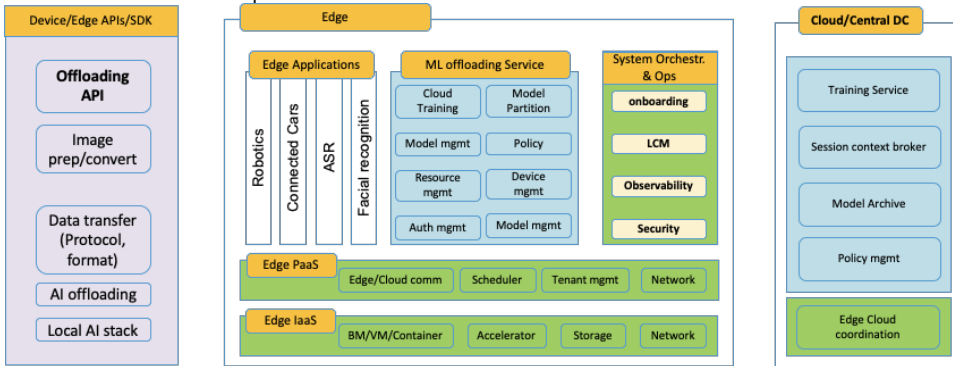 Device/Edge APIs/SDK
Offloading
API
Image
prep/convert
Data transfer
(Protocol,
format)
AI offloading
Local AI stack
Edge
Edge Applications
Robotics
Connected Cars
ASR
Facial recognition
ML offloading Service
Cloud
Training
Model
Partition
Model mgmt
Policy
Resource
mgmt
Device
mgmt
Auth mgmt
Model mgmt
System Orchestr.
& Ops
onboarding
LCM
Observability
Security
Edge PaaS
Edge/Cloud comm
Scheduler
Tenant mgmt
Network
Edge IaaS
BM/VM/Container
Accelerator
Storage
Network
Cloud/Central DC
Training Service
Session context broker
Model Archive
Policy mgmt
Edge Cloud
coordination